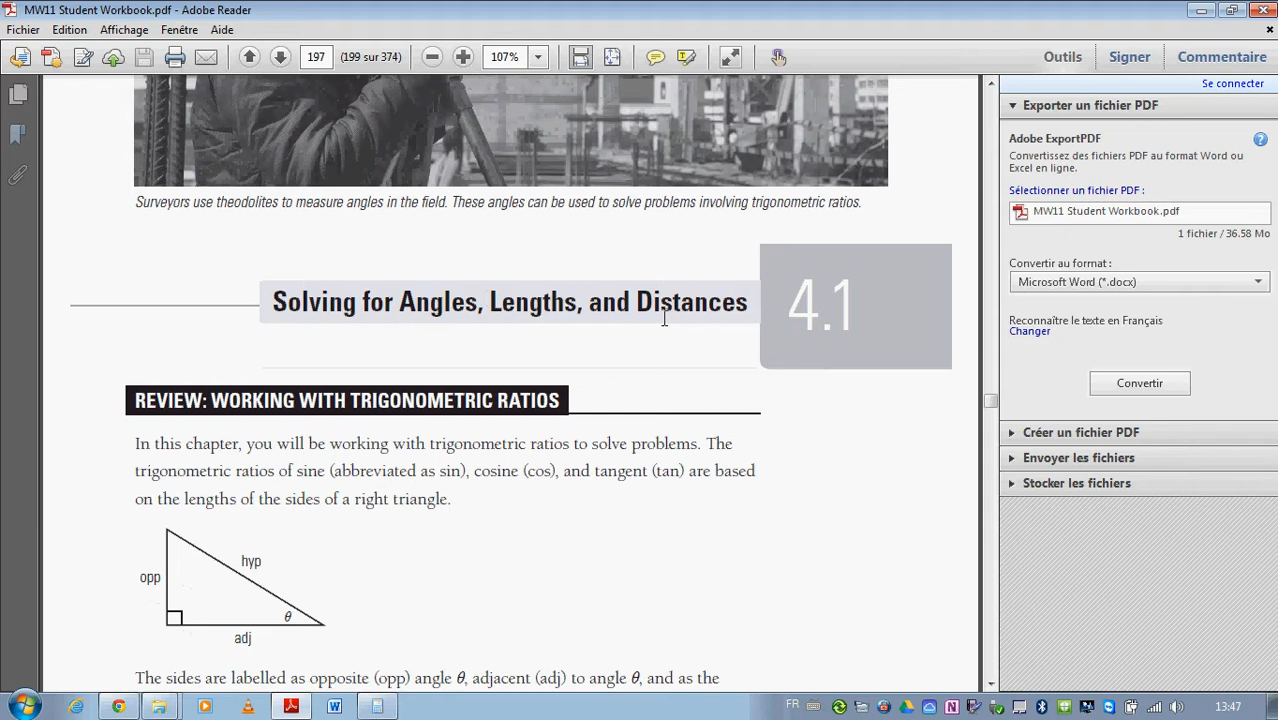 MW11 Student Workbook.pdf - Adobe Reader
Fichier Edition Affichage Fenêtre Aide
197 (199 sur 374) 107% Outils Signer Commentaire
Se connecter
Exporter un fichier PDF
Adobe ExportPDF
Convertissez des fichiers PDF au format Word ou
Excel en ligne.
Sélectionner un fichier PDF :
MW11 Student Workbook.pdf
1 fichier / 36.58 Mo
Convertir au format :
Microsoft Word (*.docx)
Reconnaître le texte en Français
Changer
Convertir
Créer un fichier PDF
Envoyer les fichiers
Stocker les fichiers
Surveyors use theodolites to measure angles in the field. These angles can be used to solve problems involving trigonometric ratios.
Solving for Angles, Lengths, and Distances 4.1
REVIEW: WORKING WITH TRIGONOMETRIC RATIOS
In this chapter, you will be working with trigonometric ratios to solve problems. The
trigonometric ratios of sine (abbreviated as sin), cosine (cos), and tangent (tan) are based
on the lengths of the sides of a right triangle.
hyp
opp
θ
adj
The sides are labelled as opposite (opp) angle θ, adjacent (adj) to angle θ, and as the
FR 13:47